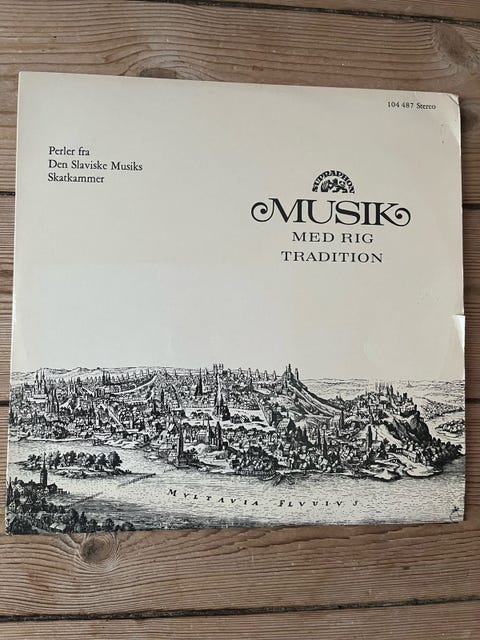 104 487 Stereo
Perler fra
Den Slaviske Musiks
Skatkammer
SUPRAPHON
MUSIK
MED RIG
TRADITION
MVLTAVIA FLVVIVS